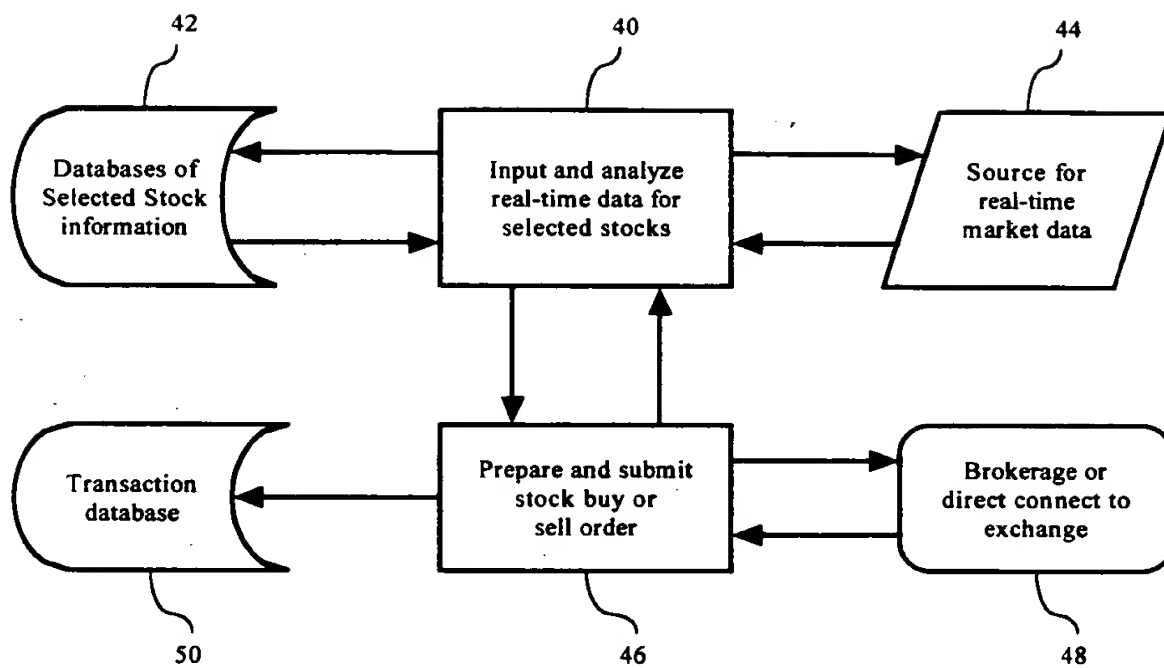 42
40
44
Databases of
Selected Stock
information
Input and analyze
real-time data for
selected stocks
Source for
real-time
market data
Transaction
database
Prepare and submit
stock buy or
sell order
Brokerage or
direct connect to
exchange
50
46
48